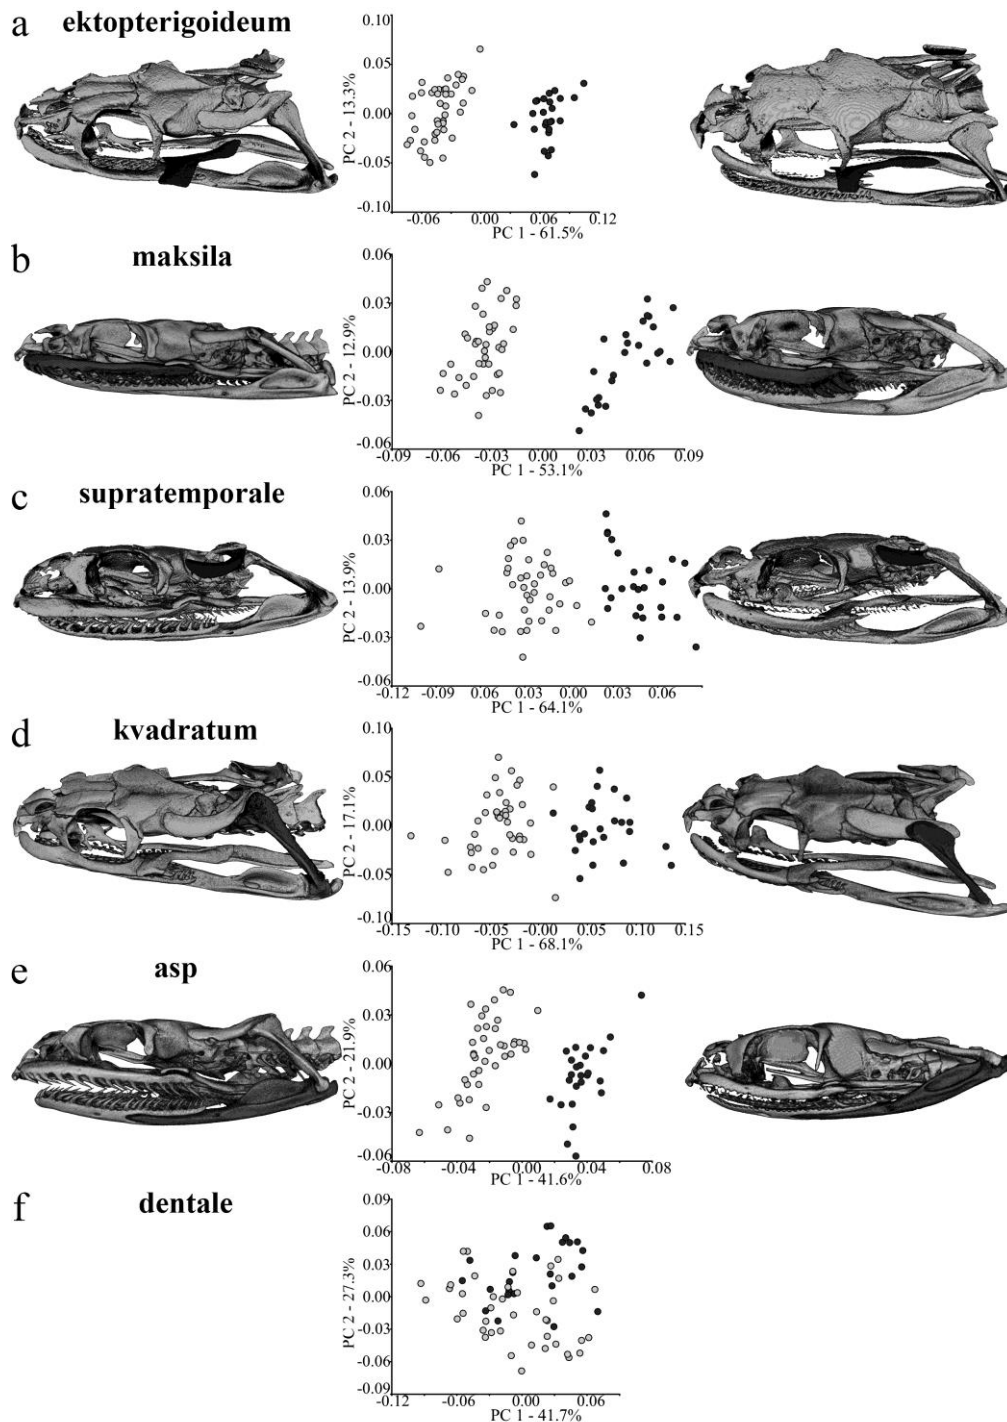 a ektopterigoideum
0.10
0.05
0.00
-0.05
-0.10
PC 2 - 13.3%
-0.06 0.00 0.06 0.12
PC 1 - 61.5%
b maksila
0.06
0.03
0.00
-0.03
-0.06
PC 2 - 12.9%
-0.09 -0.06 -0.03 0.00 0.03 0.06 0.09
PC 1 - 53.1%
c supratemporale
0.06
0.03
0.00
-0.03
-0.06
PC 2 - 13.9%
-0.12 -0.09 0.06 0.03 0.00 0.03 0.06
PC 1 - 64.1%
d kvadratum
0.10
0.05
0.00
-0.05
-0.10
PC 2 - 17.1%
-0.15 -0.10 -0.05 -0.00 0.05 0.10 0.15
PC 1 - 68.1%
e asp
0.06
0.03
0.00
-0.03
-0.06
PC 2 - 21.9%
-0.08 -0.04 0.00 0.04 0.08
PC 1 - 41.6%
f dentale
0.09
0.06
0.03
0.00
-0.03
-0.06
-0.09
PC 2 - 27.3%
-0.12 -0.06 0.00 0.06
PC 1 - 41.7%